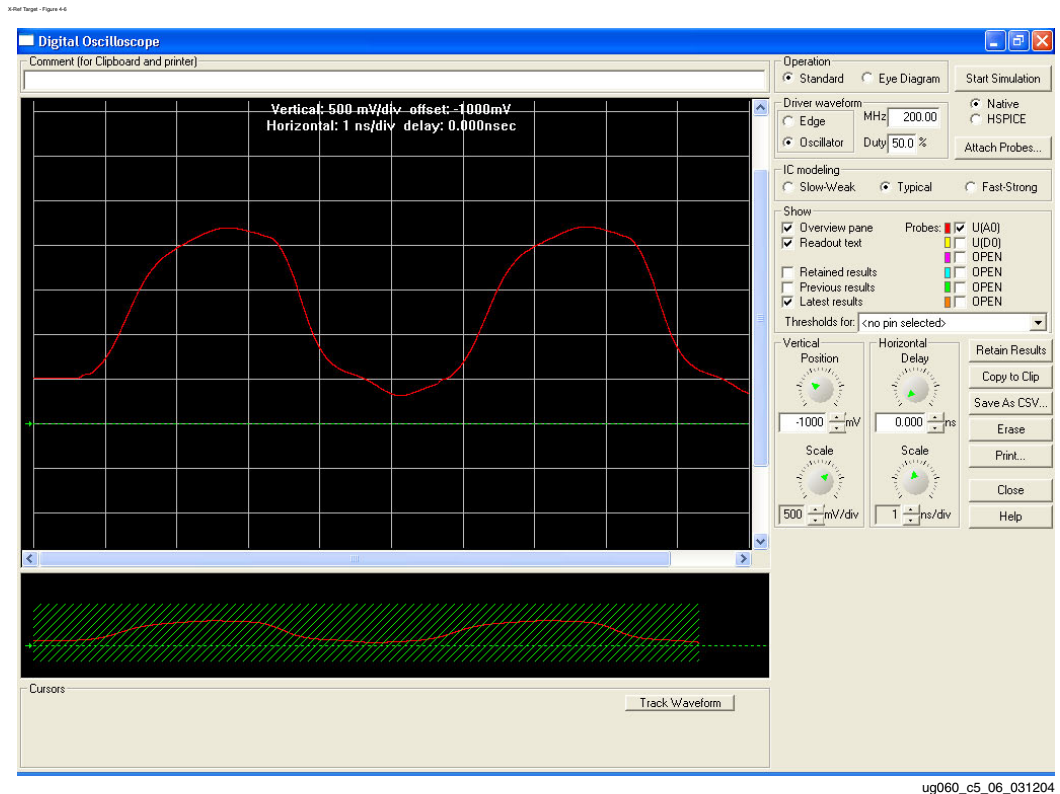 X-Ref Target - Figure 4-6
Digital Oscilloscope
Comment (for Clipboard and printer)
Vertical: 500 mV/div offset: -1000mV
Horizontal: 1 ns/div delay: 0.000nsec
Operation
Standard Eye Diagram
Start Simulation
Driver waveform
Edge
Oscillator
MHz 200.00
Duty 50.0 %
Native
HSPICE
Attach Probes...
IC modeling
Slow-Weak Typical Fast-Strong
Show
Overview pane Probes: U(A0)
Readout text U(D0)
OPEN
Retained results OPEN
Previous results OPEN
Latest results OPEN
Thresholds for: <no pin selected>
Vertical
Position
-1000 mV
Scale
500 mV/div
Horizontal
Delay
0.000 ns
Scale
1 ns/div
Retain Results
Copy to Clip
Save As CSV...
Erase
Print...
Close
Help
Cursors
Track Waveform
ug060_c5_06_031204